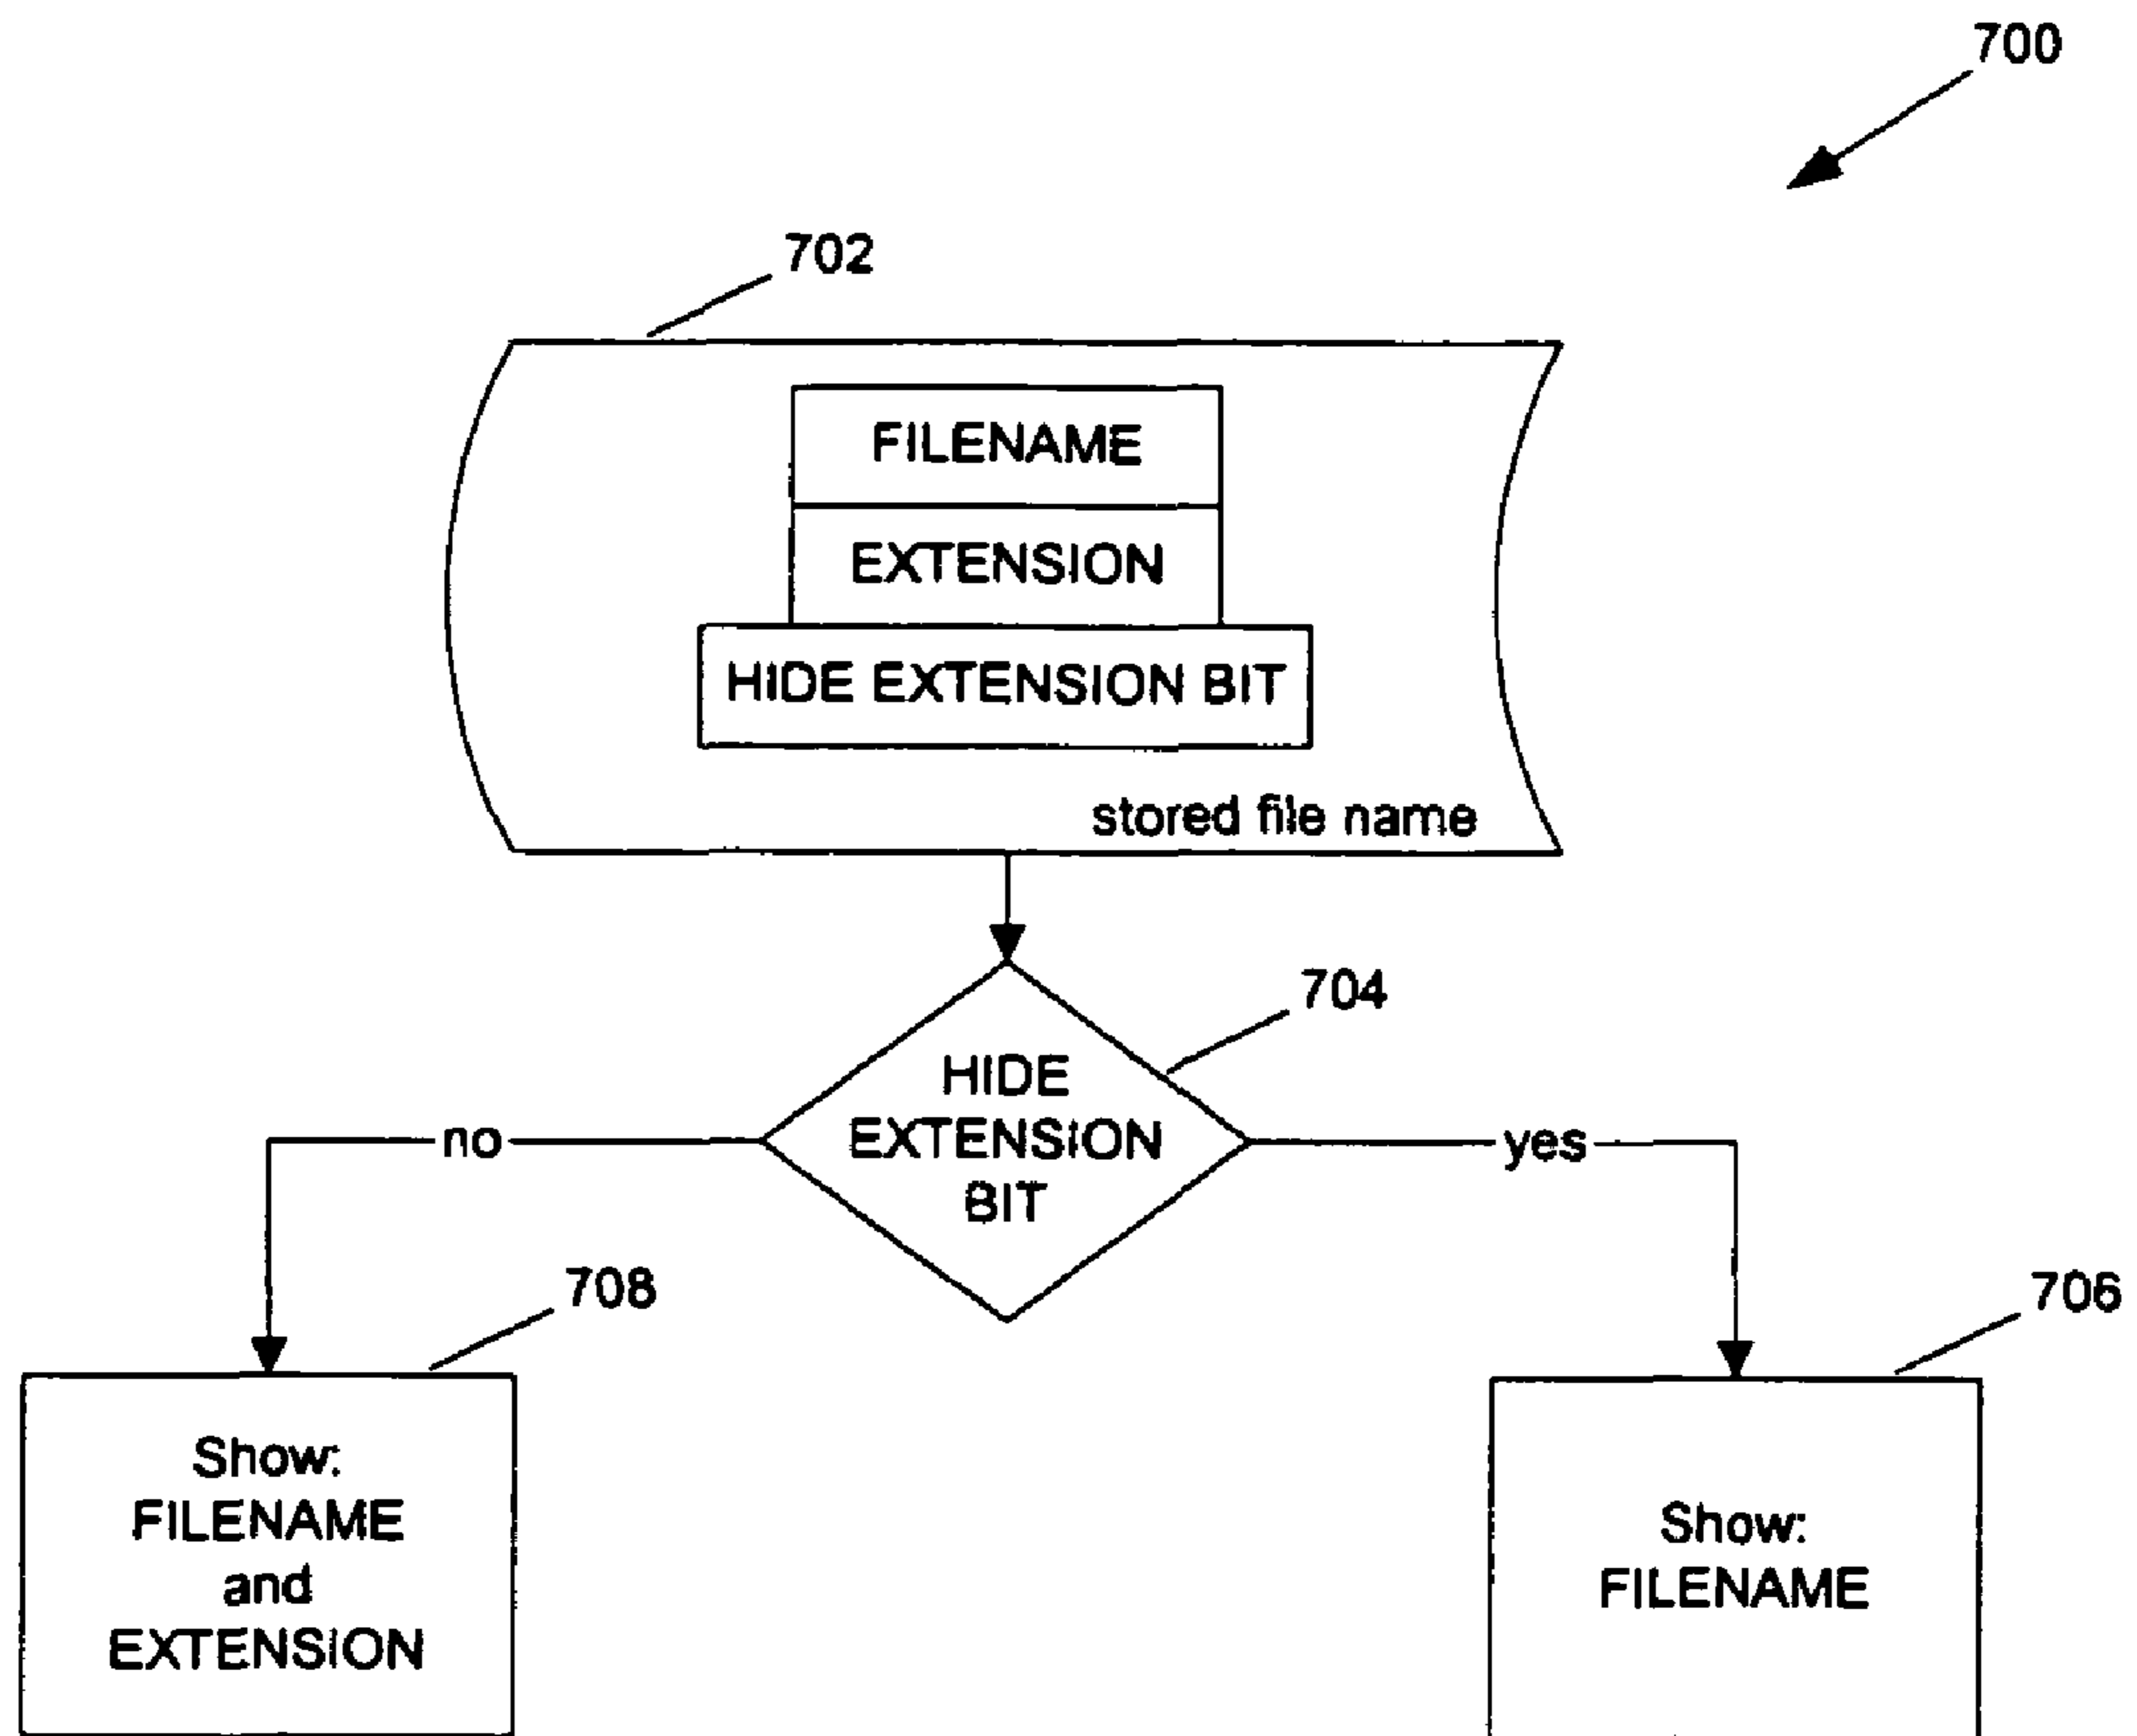 700
702
FILENAME
EXTENSION
HIDE EXTENSION BIT
stored file name
704
HIDE
EXTENSION
BIT
no
yes
708
706
Show:
FILENAME
and
EXTENSION
Show:
FILENAME